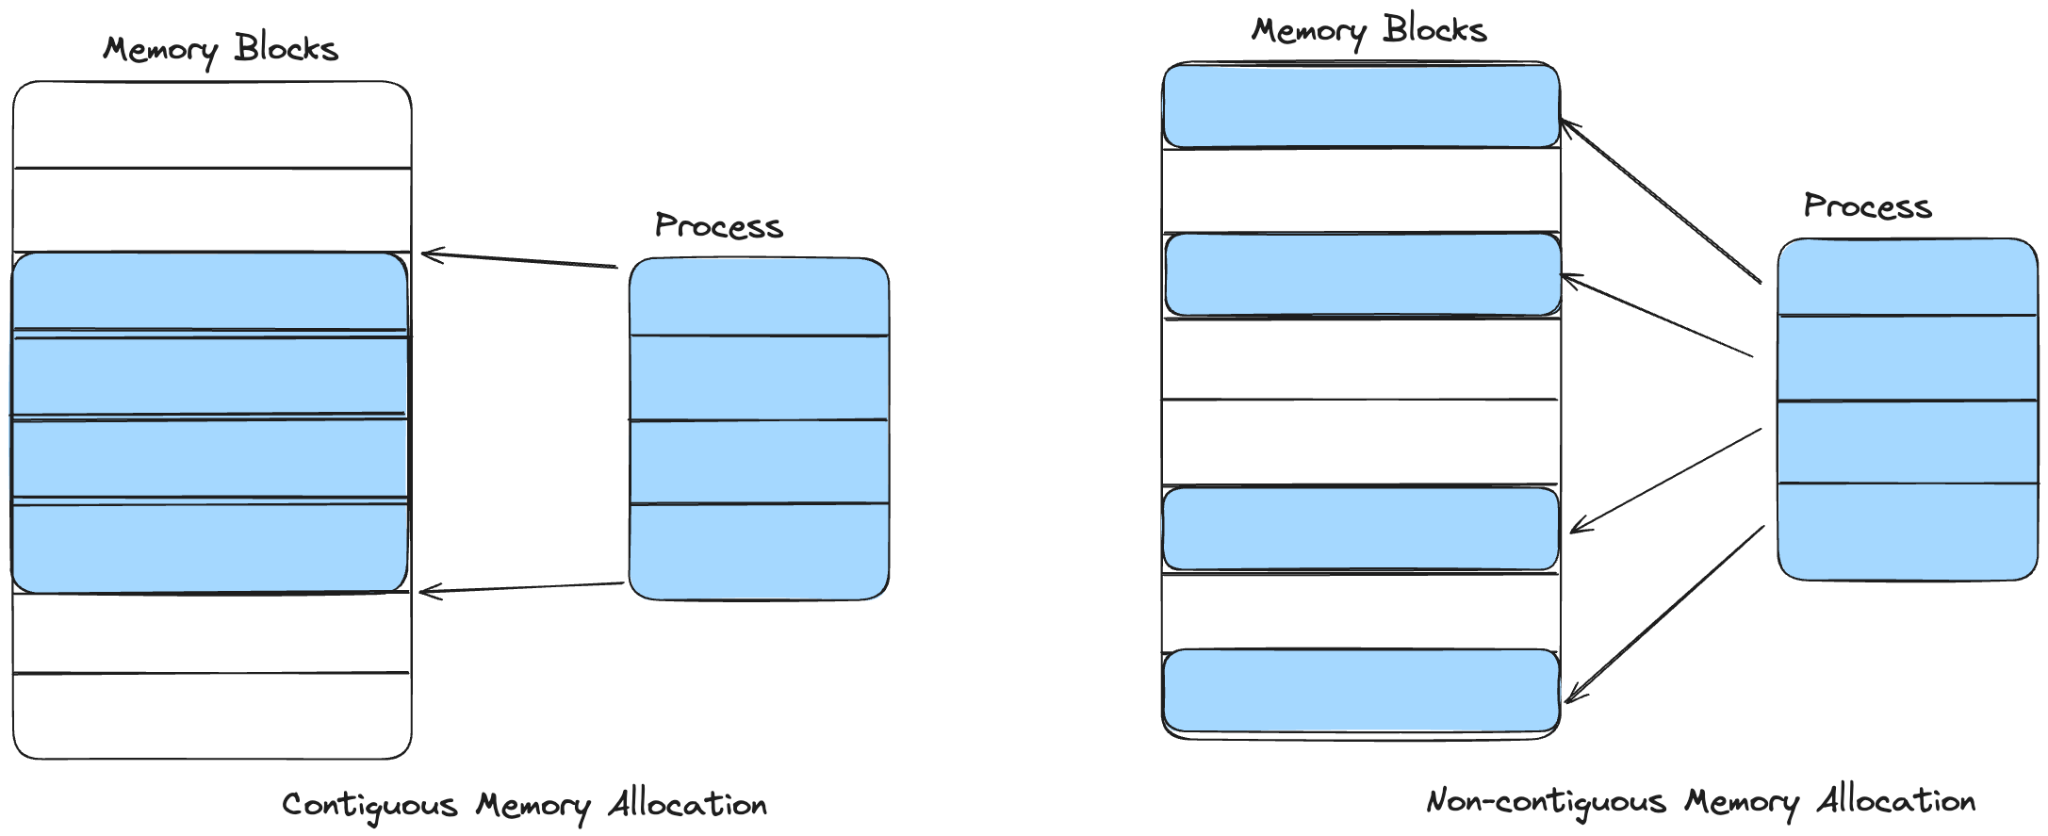 Memory Blocks
Process
Contiguous Memory Allocation
Memory Blocks
Process
Non-contiguous Memory Allocation